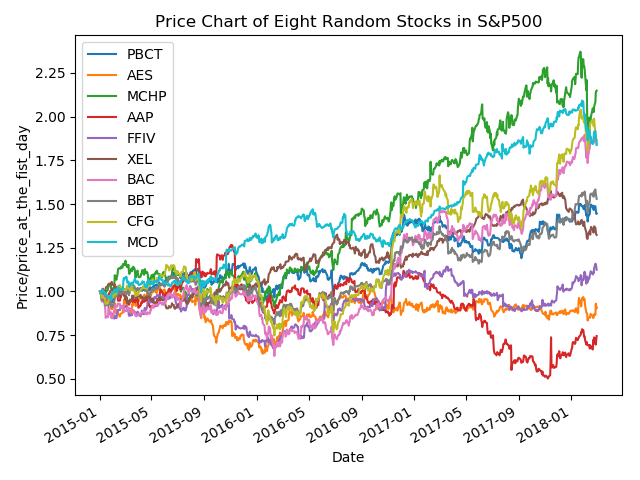 Price Chart of Eight Random Stocks in S&P500
PBCT
AES
MCHP
AAP
FFIV
XEL
BAC
BBT
CFG
MCD
Price/price_at_the_fist_day
2.25
2.00
1.75
1.50
1.25
1.00
0.75
0.50
2015-01
2015-05
2015-09
2016-01
2016-05
2016-09
2017-01
2017-05
2017-09
2018-01
Date